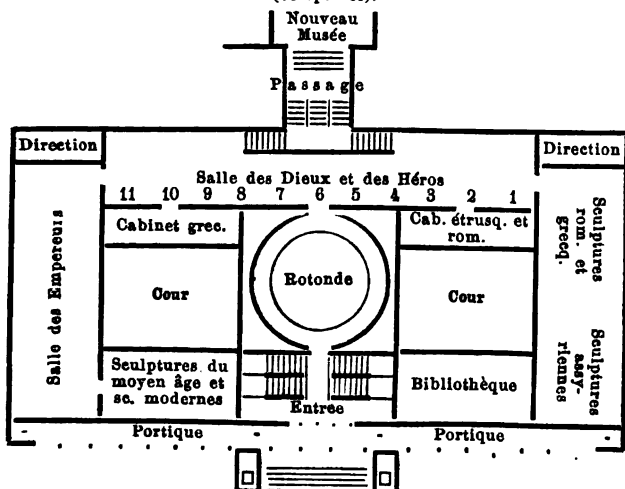 Nouveau
Musée
Passage
Direction
Direction
Salle des Dieux et des Héros
11 10 9 8 7 6 5 4 3 2 1
Cabinet grec.
Cab. étrusq. et
rom.
Salle des Empereurs
Cour
Rotonde
Cour
Sculptures
rom. et
grecq.
Sculptures du
moyen âge et
sc. modernes
Entrée
Bibliothèque
Sculptures
assy-
riennes
Portique
Portique